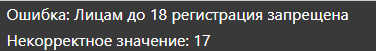 Ошибка: Лицам до 18 регистрация запрещена
Некорректное значение: 17